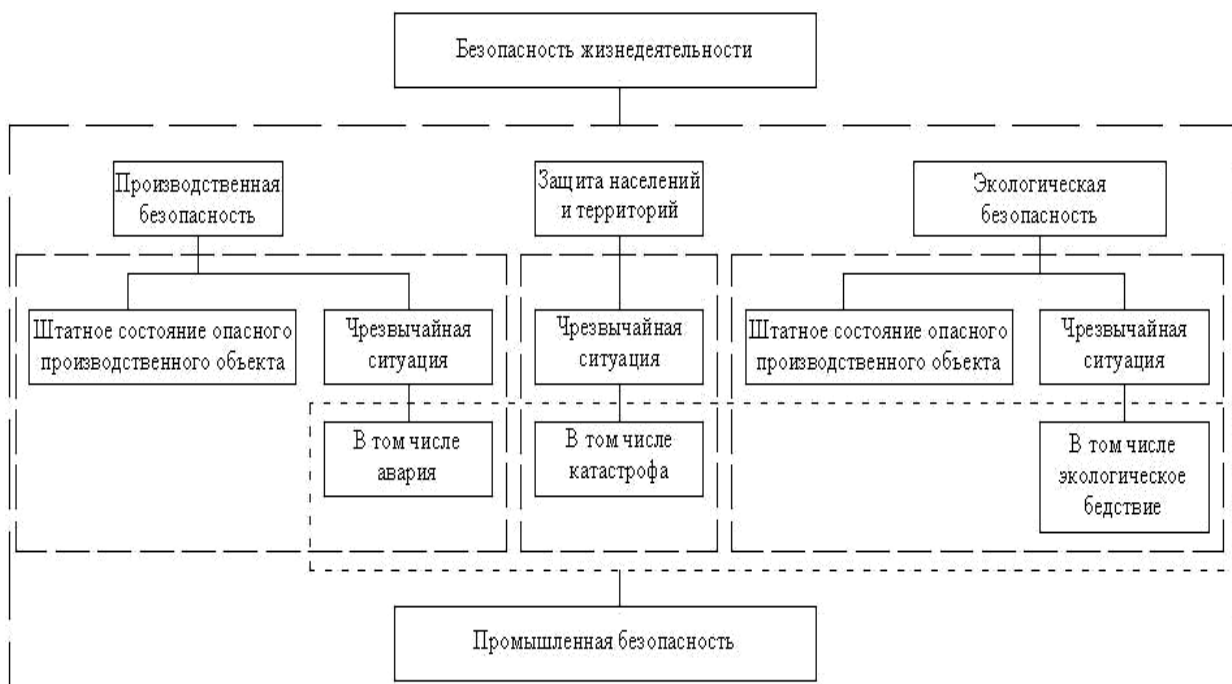 Безопасность жизнедеятельности
Производственная
безопасность
Защита населений
и территорий
Экологическая
безопасность
Штатное состояние опасного
производственного объекта
Чрезвычайная
ситуация
Чрезвычайная
ситуация
Штатное состояние опасного
производственного объекта
Чрезвычайная
ситуация
В том числе
авария
В том числе
катастрофа
В том числе
экологическое
бедствие
Промышленная безопасность